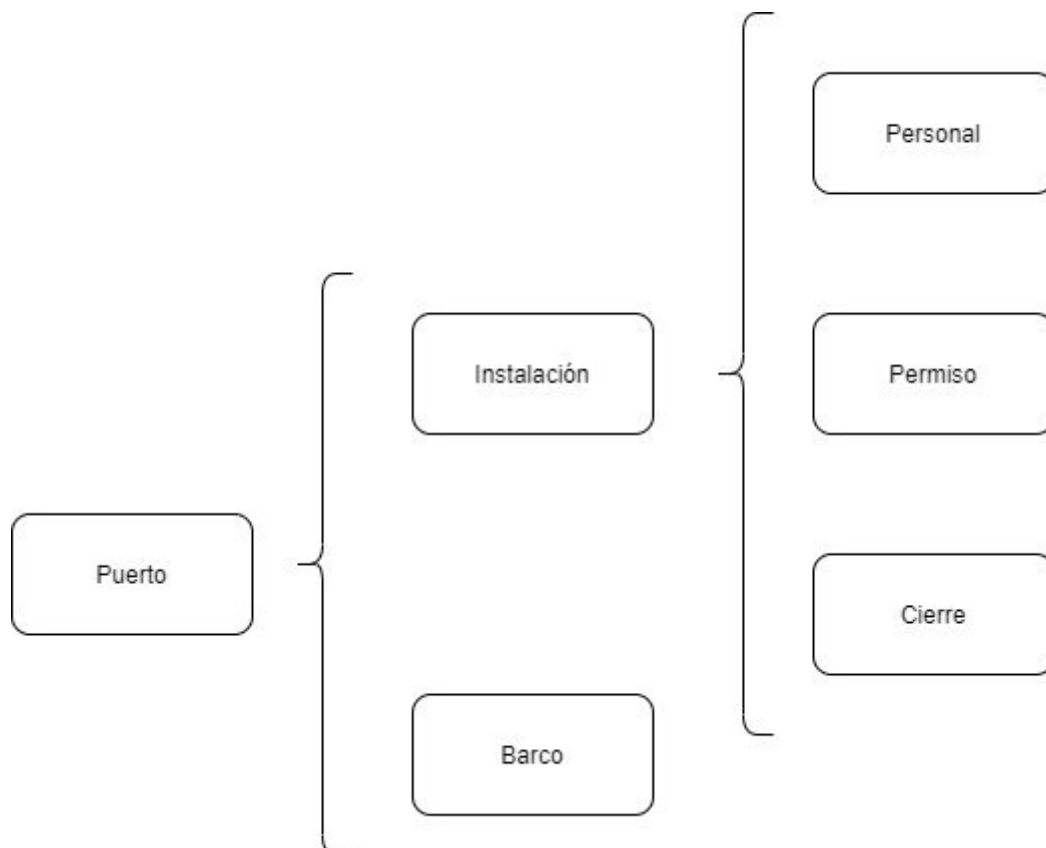 Personal
Instalación
Permiso
Puerto
Cierre
Barco